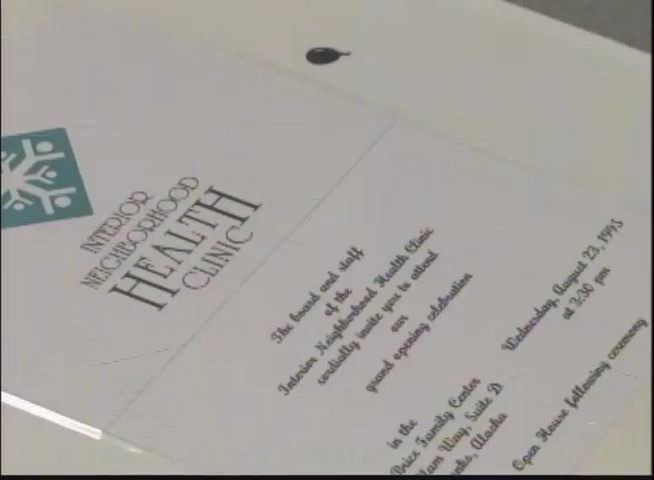 INTERIOR
NEIGHBORHOOD
HEALTH
CLINIC
The board and staff
of the
Interior Neighborhood Health Clinic
cordially invite you to attend
our
grand opening celebration
Wednesday, August 23, 1995
at 3:30 pm
in the
Brice Family Center
Way, Suite D
Alaska
Open House following ceremony